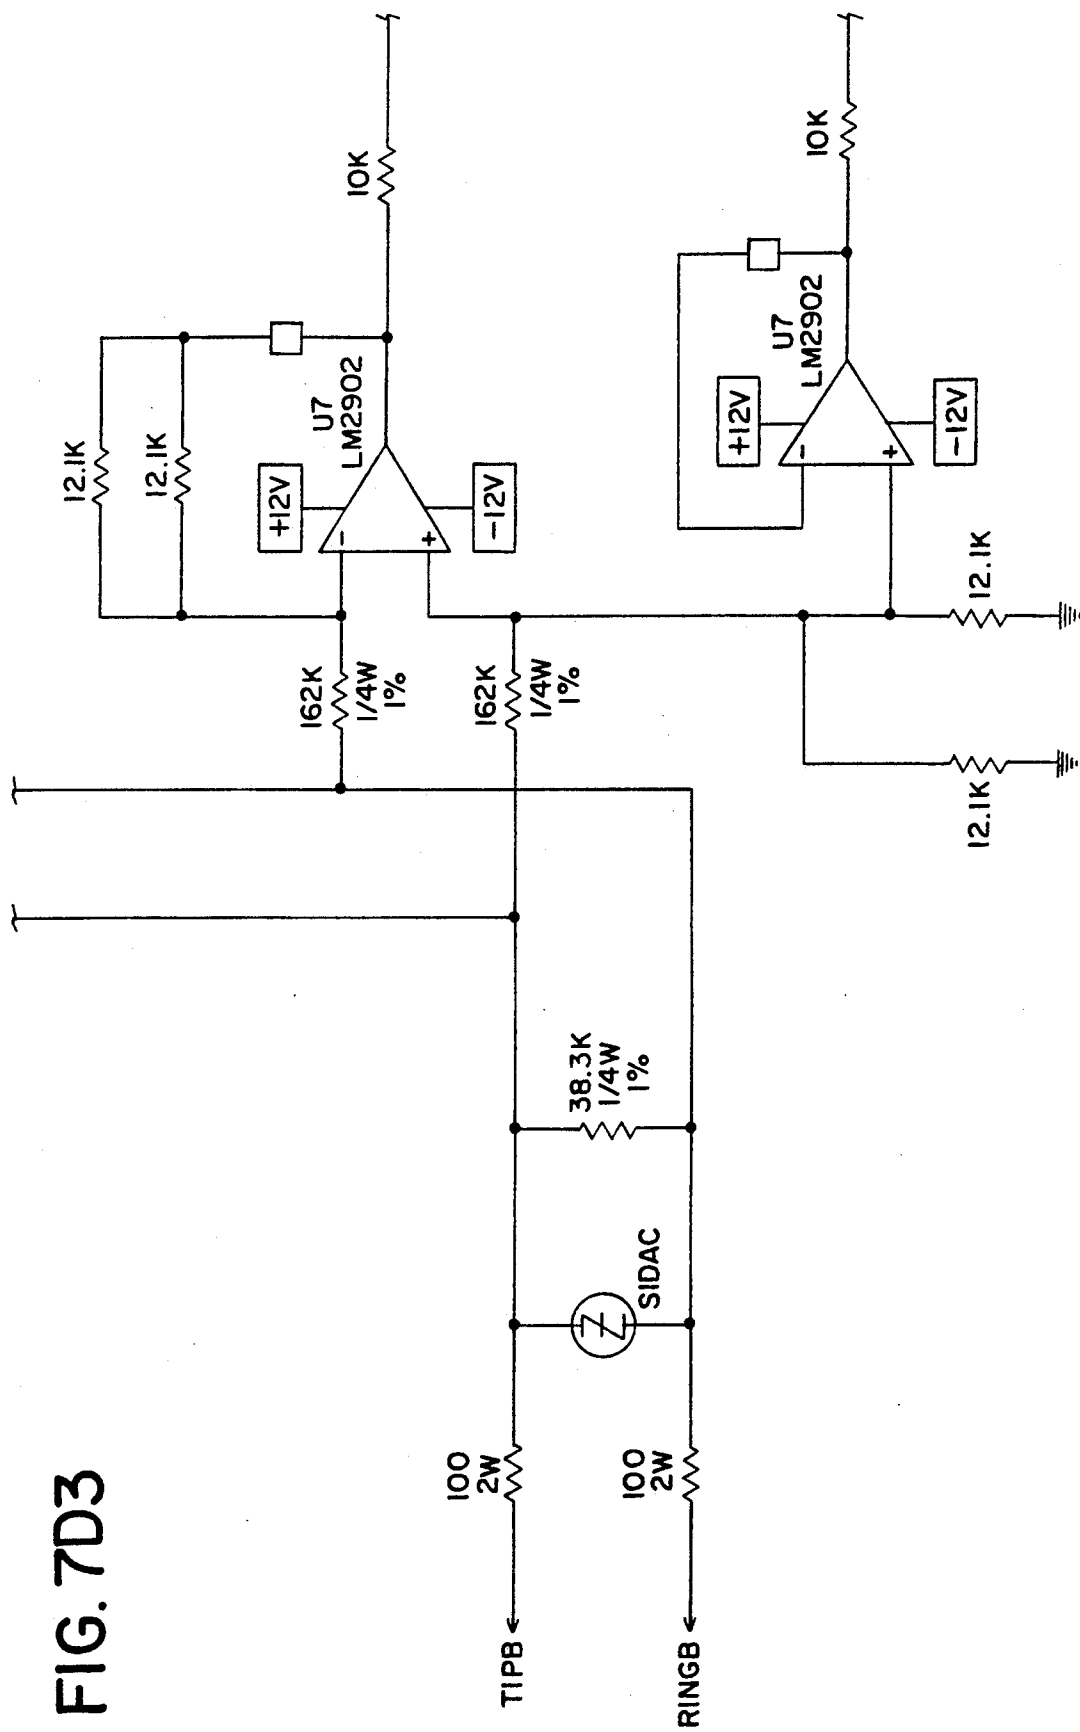 FIG. 7D3
TIPB
RINGB
100
2W
100
2W
SIDAC
38.3K
1/4W
1%
162K
1/4W
1%
162K
1/4W
1%
12.1K
12.1K
+12V
-12V
U7
LM2902
10K
12.1K
12.1K
+12V
-12V
U7
LM2902
10K
-
+
-
+